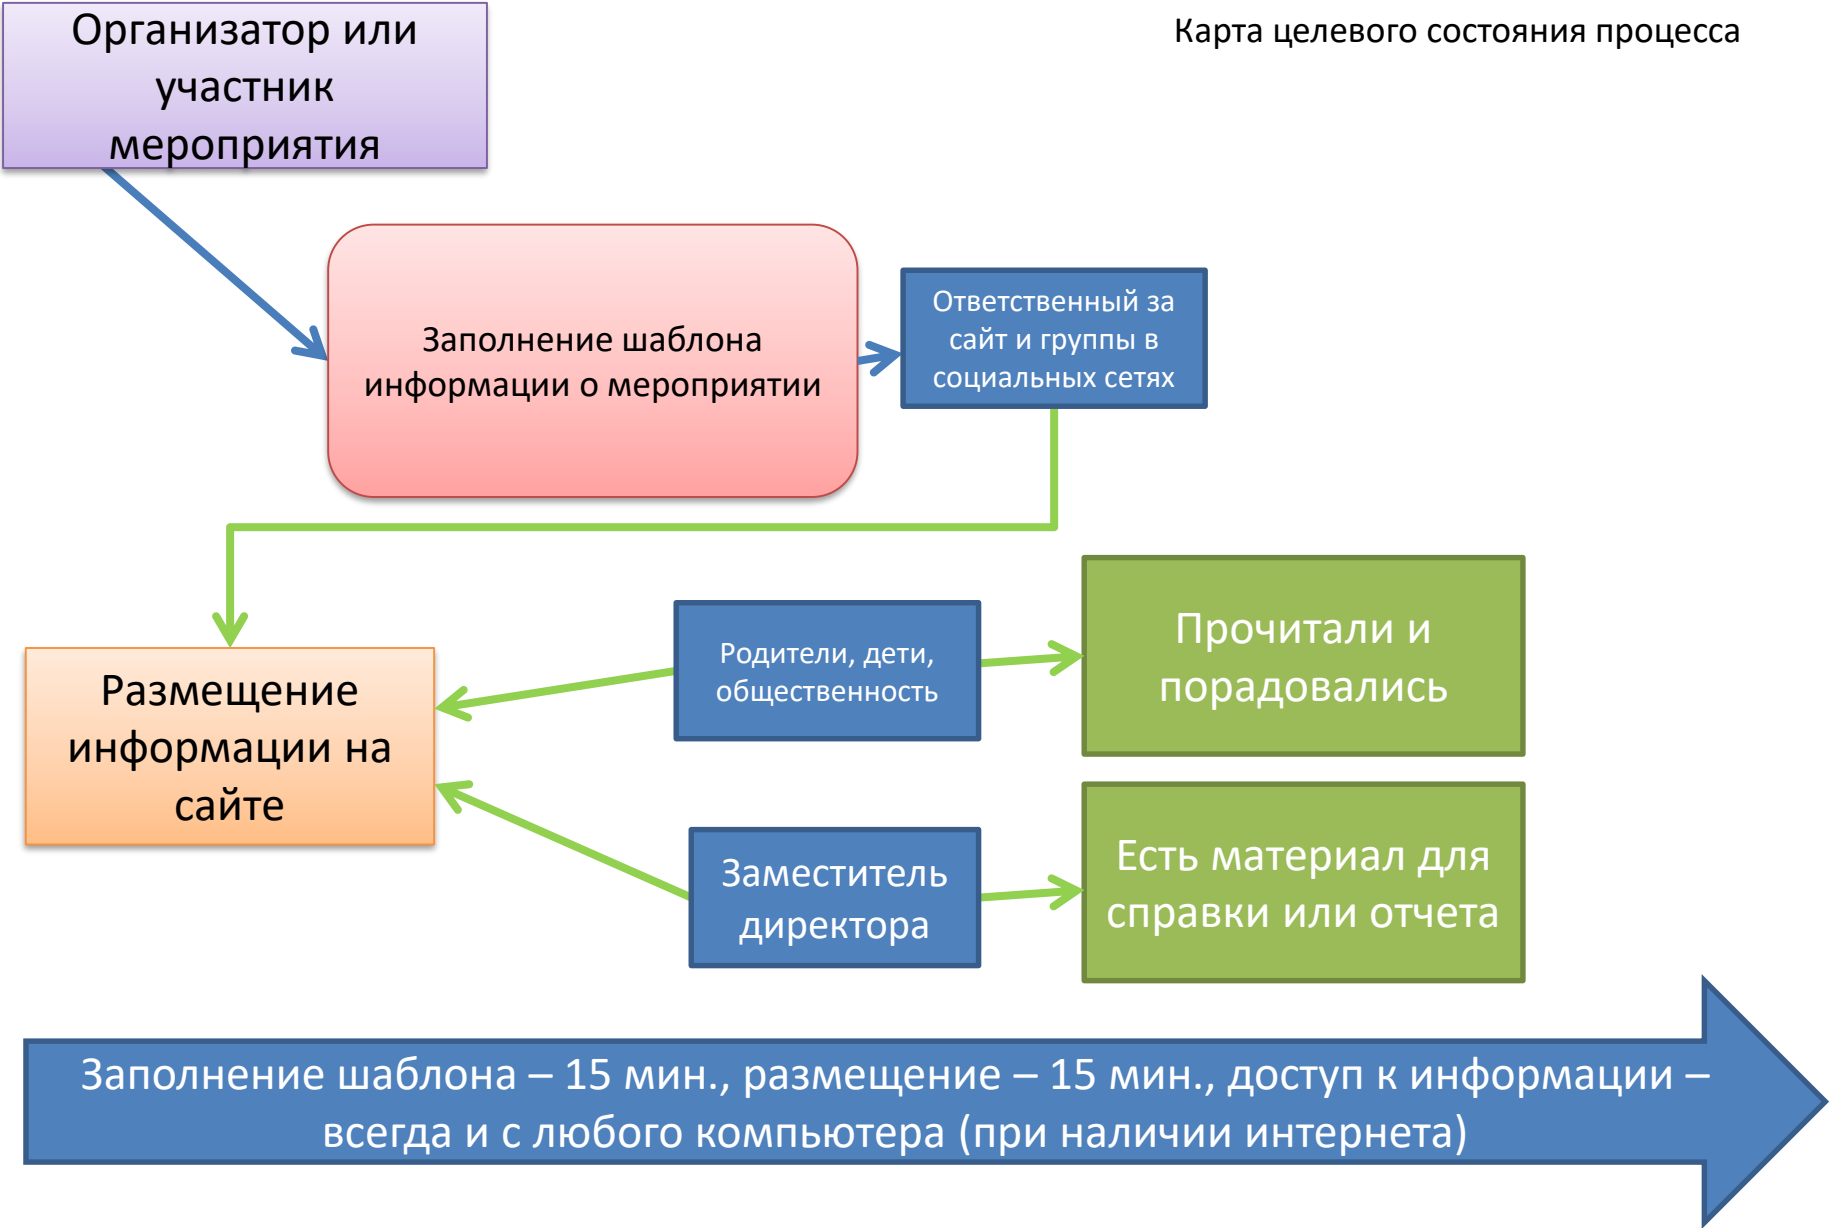 Организатор или
участник
мероприятия
Карта целевого состояния процесса
Заполнение шаблона
информации о мероприятии
Ответственный за
сайт и группы в
социальных сетях
Размещение
информации на
сайте
Родители, дети,
общественность
Прочитали и
порадовались
Заместитель
директора
Есть материал для
справки или отчета
Заполнение шаблона – 15 мин., размещение – 15 мин., доступ к информации –
всегда и с любого компьютера (при наличии интернета)